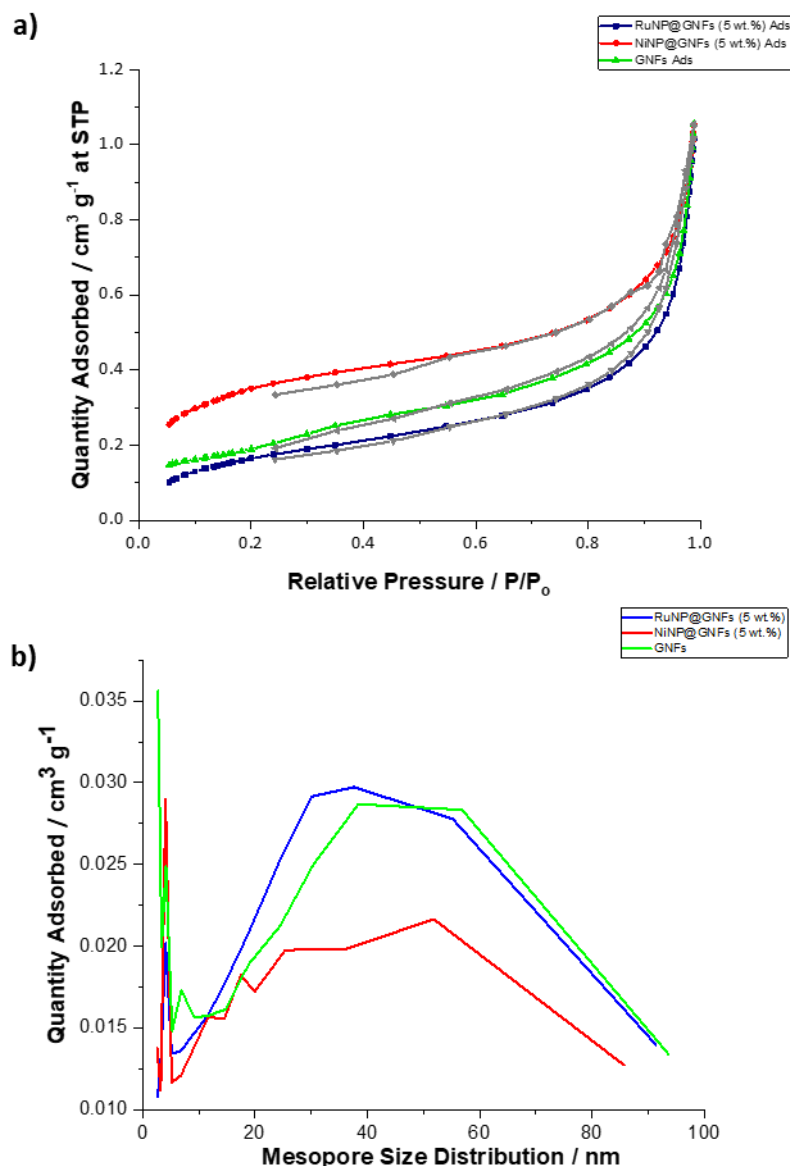 a)
RuNP@GNFs (5 wt.%) Ads
NiNP@GNFs (5 wt.%) Ads
GNFs Ads
1.2
1.0
0.8
0.6
0.4
0.2
0.0
Quantity Adsorbed / cm³ g⁻¹ at STP
0.0 0.2 0.4 0.6 0.8 1.0
Relative Pressure / P/Pₒ
b)
RuNP@GNFs (5 wt.%)
NiNP@GNFs (5 wt.%)
GNFs
0.035
0.030
0.025
0.020
0.015
0.010
Quantity Adsorbed / cm³ g⁻¹
0 20 40 60 80 100
Mesopore Size Distribution / nm